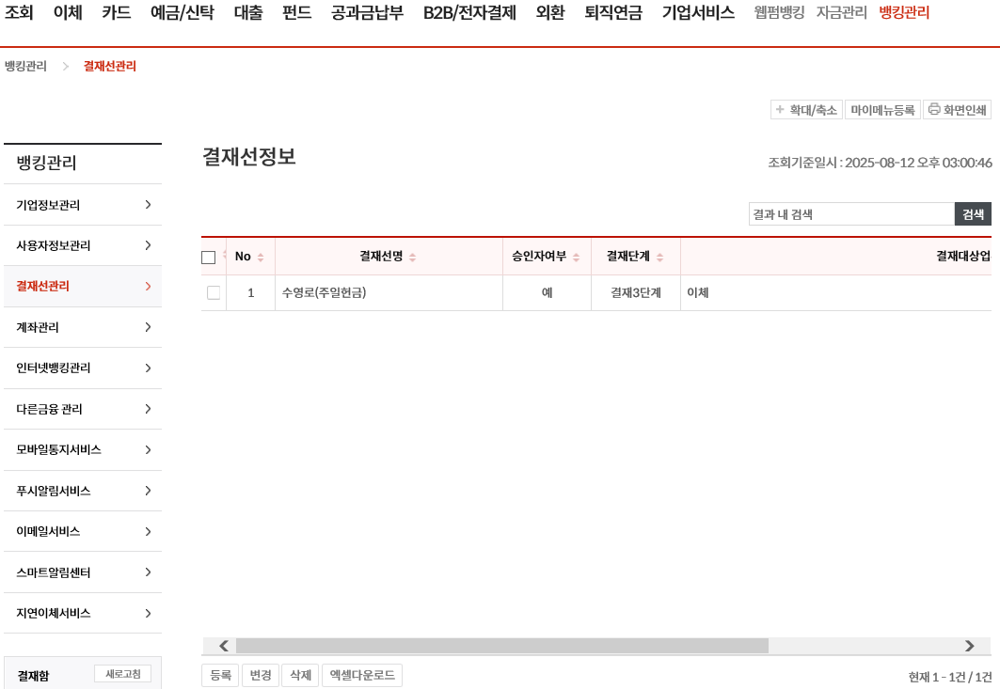 조회 이체 카드 예금/신탁 대출 펀드 공과금납부 B2B/전자결제 외환 퇴직연금 기업서비스 웹펌뱅킹 자금관리 뱅킹관리
뱅킹관리 결재선관리
확대/축소 마이메뉴등록 화면인쇄
뱅킹관리
기업정보관리
사용자정보관리
결재선관리
계좌관리
인터넷뱅킹관리
다른금융 관리
모바일통지서비스
푸시알림서비스
이메일서비스
스마트알림센터
지연이체서비스
결재함 새로고침
결재선정보
조회기준일시 : 2025-08-12 오후 03:00:46
결과 내 검색 검색
No 결재선명 승인자여부 결재단계 결재대상업
1 수영로(주일헌금) 예 결재3단계 이체
등록 변경 삭제 엑셀다운로드
현재 1 - 1건 / 1건